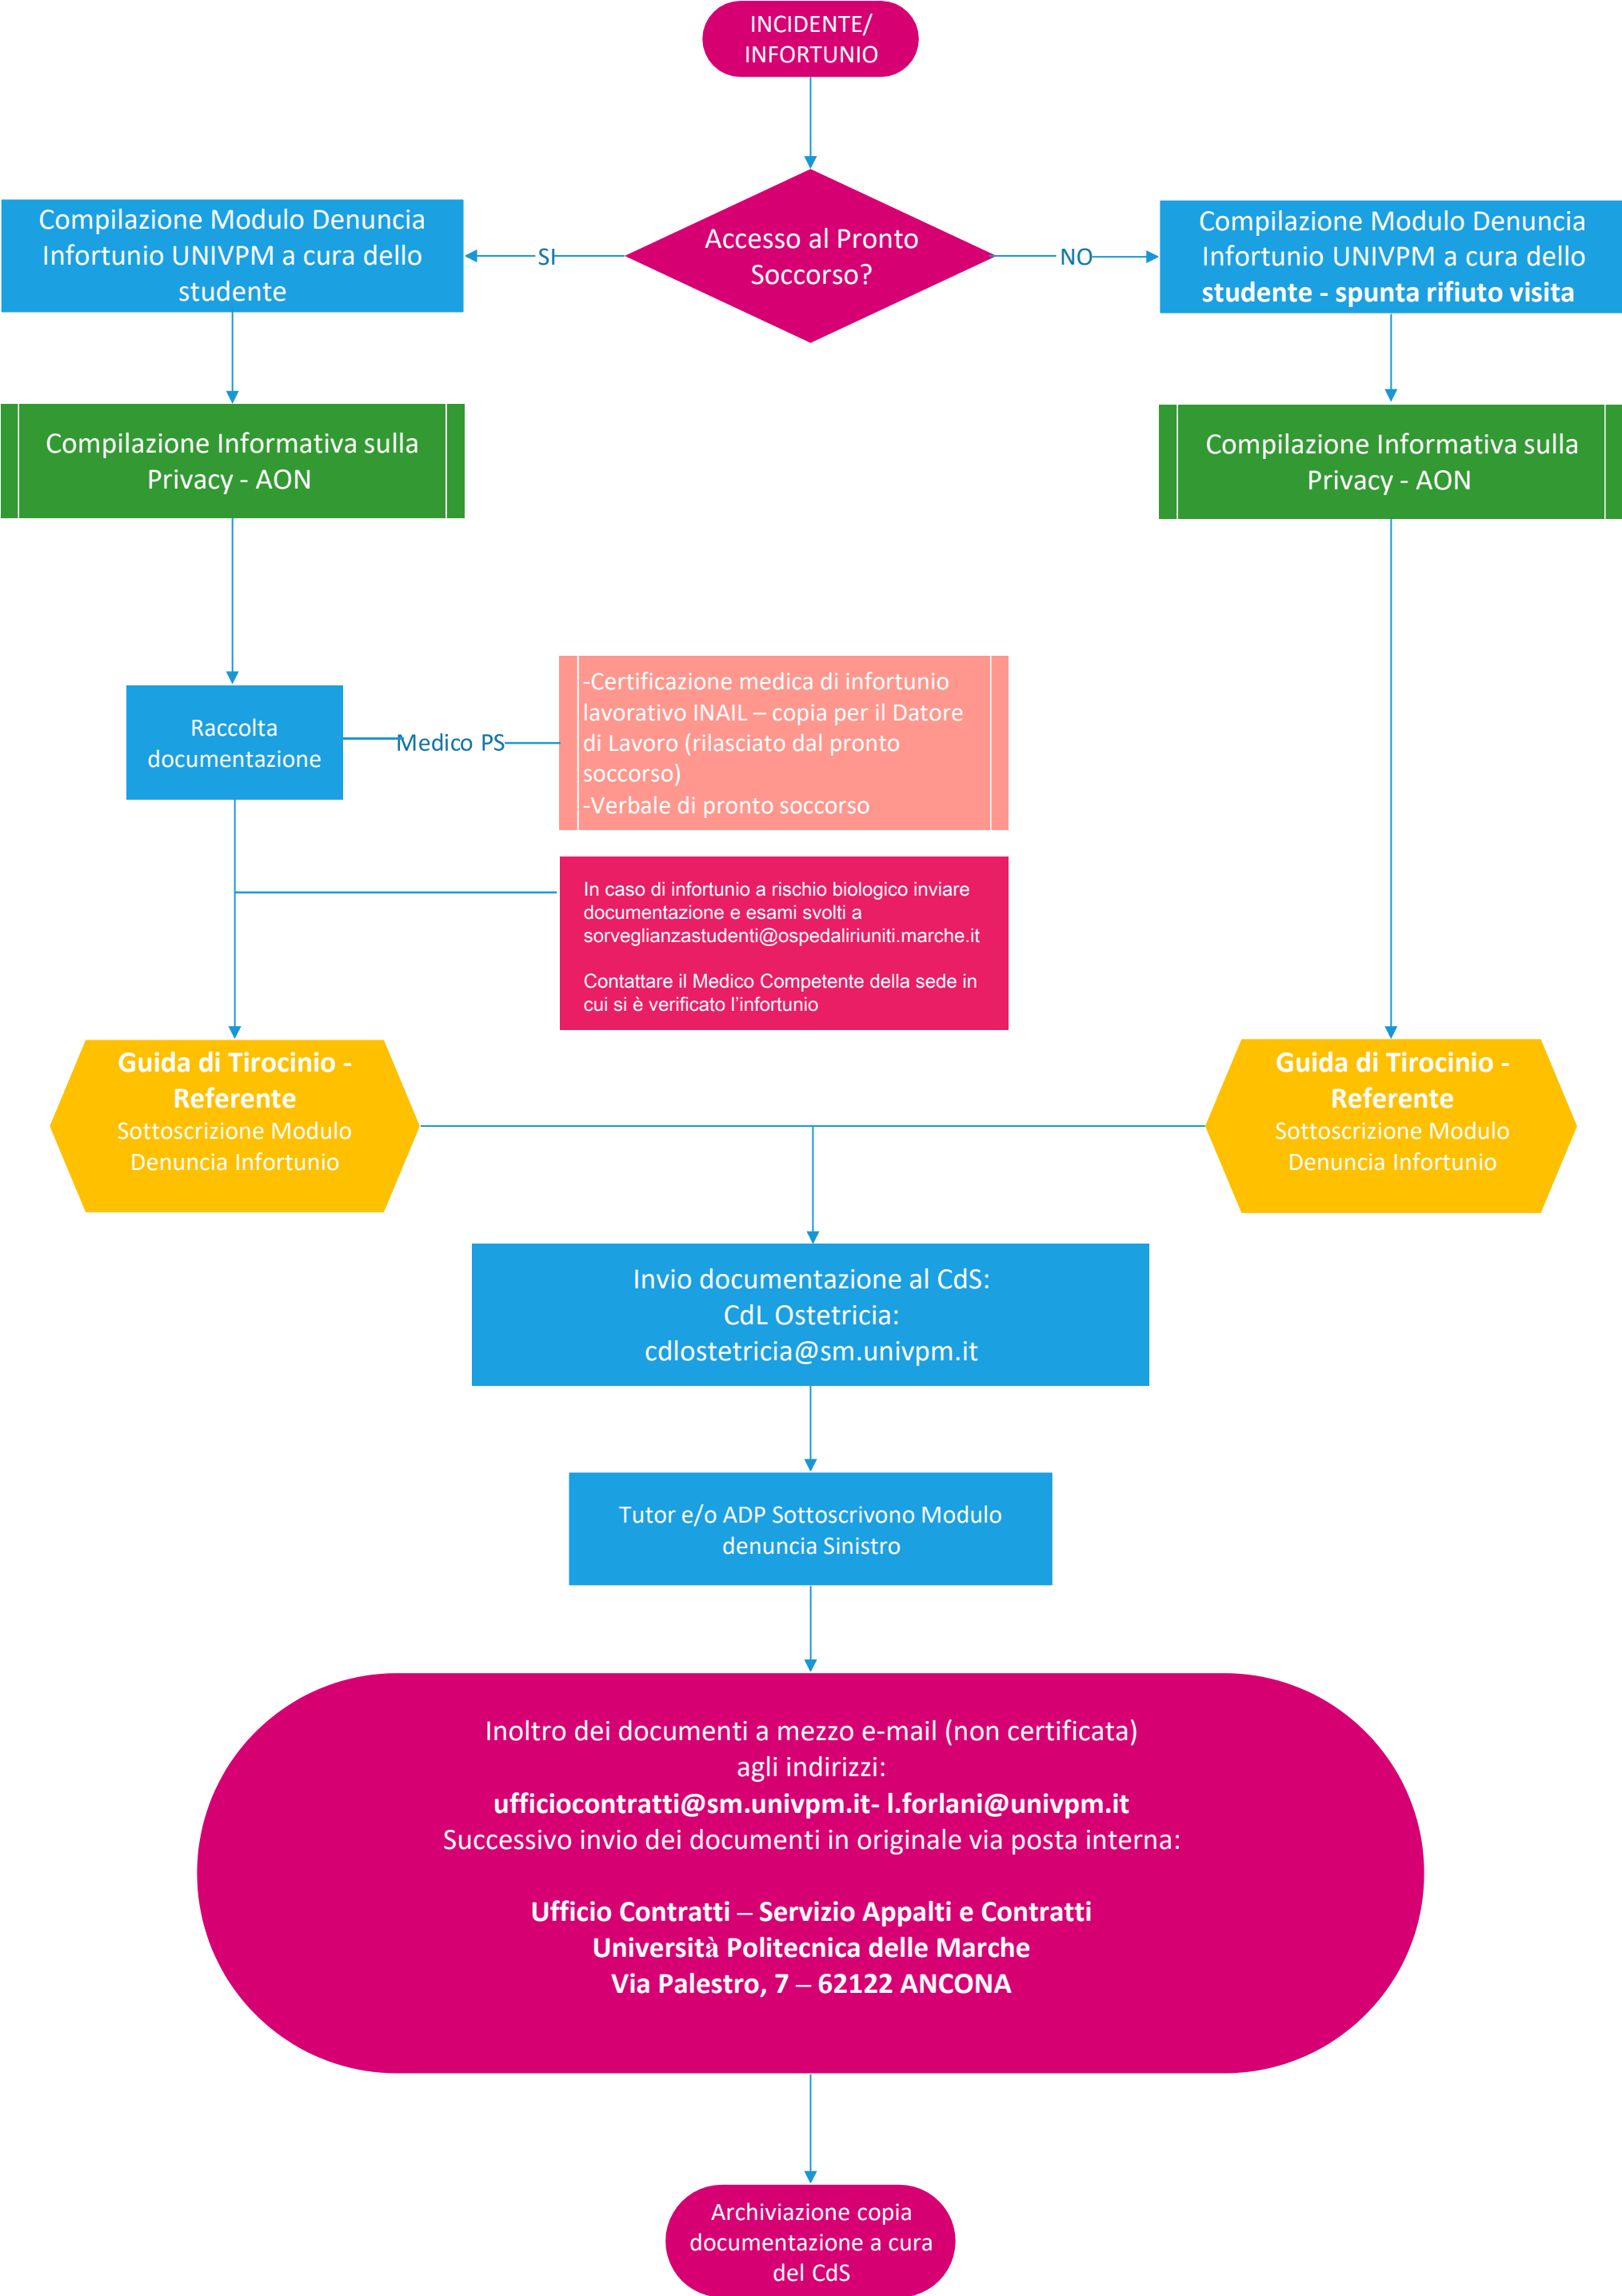 INCIDENTE/
INFORTUNIO
Accesso al Pronto
Soccorso?
SI
NO
Compilazione Modulo Denuncia
Infortunio UNIVPM a cura dello
studente
Compilazione Modulo Denuncia
Infortunio UNIVPM a cura dello
studente - spunta rifiuto visita
Compilazione Informativa sulla
Privacy - AON
Compilazione Informativa sulla
Privacy - AON
Raccolta
documentazione
Medico PS
-Certificazione medica di infortunio
lavorativo INAIL – copia per il Datore
di Lavoro (rilasciato dal pronto
soccorso)
-Verbale di pronto soccorso
In caso di infortunio a rischio biologico inviare
documentazione e esami svolti a
sorveglianzastudenti@ospedaliriuniti.marche.it
Contattare il Medico Competente della sede in
cui si è verificato l’infortunio
Guida di Tirocinio -
Referente
Sottoscrizione Modulo
Denuncia Infortunio
Guida di Tirocinio -
Referente
Sottoscrizione Modulo
Denuncia Infortunio
Invio documentazione al CdS:
CdL Ostetricia:
cdlostetricia@sm.univpm.it
Tutor e/o ADP Sottoscrivono Modulo
denuncia Sinistro
Inoltro dei documenti a mezzo e-mail (non certificata)
agli indirizzi:
ufficiocontratti@sm.univpm.it- l.forlani@univpm.it
Successivo invio dei documenti in originale via posta interna:
Ufficio Contratti – Servizio Appalti e Contratti
Università Politecnica delle Marche
Via Palestro, 7 – 62122 ANCONA
Archiviazione copia
documentazione a cura
del CdS